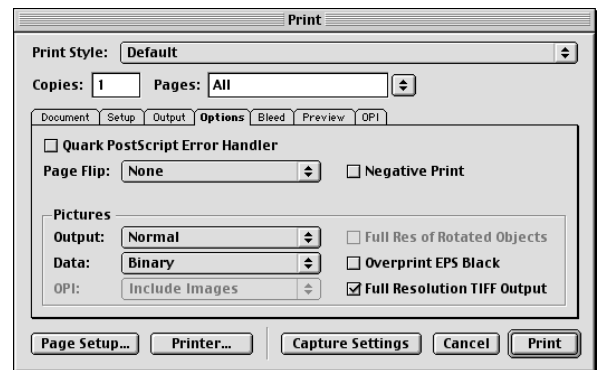 Print
Print Style: Default
Copies: 1 Pages: All
Document Setup Output Options Bleed Preview OPI
Quark PostScript Error Handler
Page Flip: None Negative Print
Pictures
Output: Normal Full Res of Rotated Objects
Data: Binary Overprint EPS Black
OPI: Include Images Full Resolution TIFF Output
Page Setup... Printer... Capture Settings Cancel Print